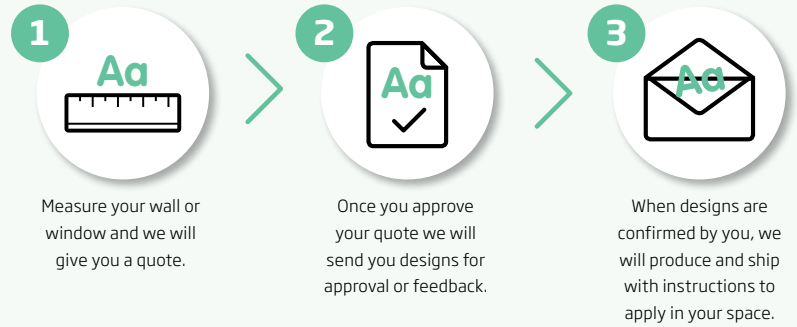 1
Aa
Measure your wall or
window and we will
give you a quote.
2
Aa
Once you approve
your quote we will
send you designs for
approval or feedback.
3
Aa
When designs are
confirmed by you, we
will produce and ship
with instructions to
apply in your space.